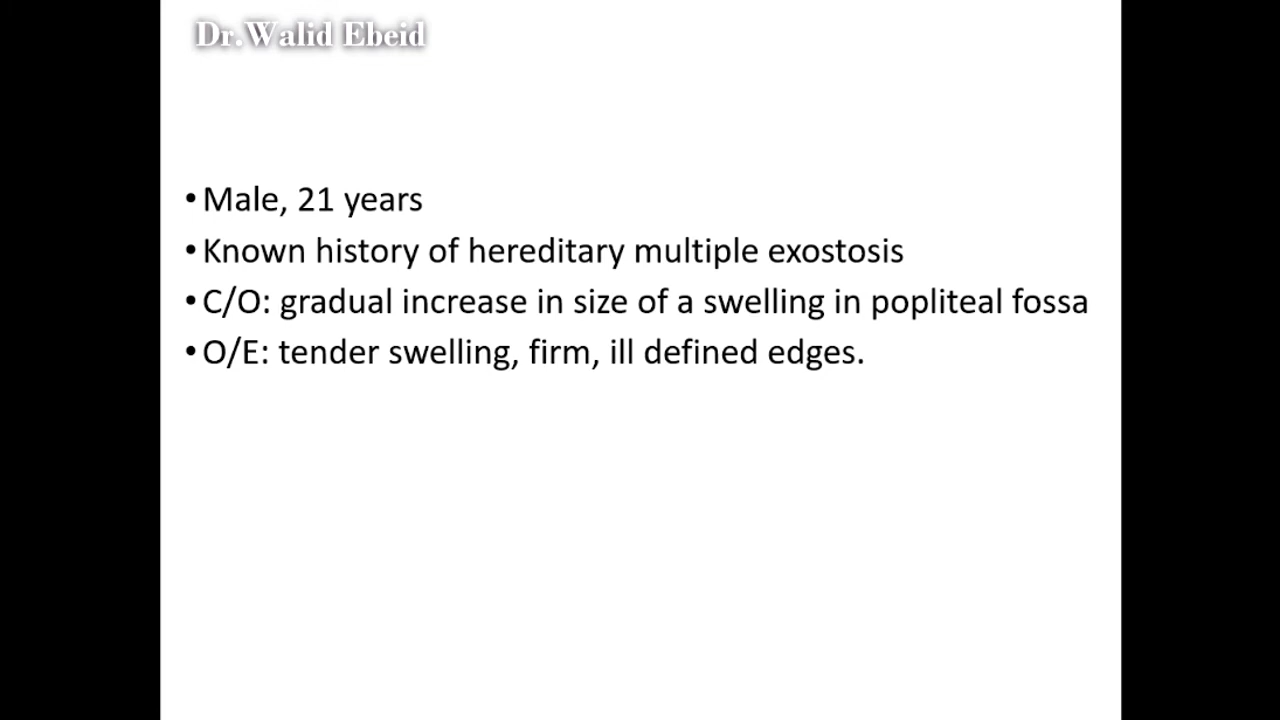 Dr.Walid Ebeid
• Male, 21 years
• Known history of hereditary multiple exostosis
• C/O: gradual increase in size of a swelling in popliteal fossa
• O/E: tender swelling, firm, ill defined edges.